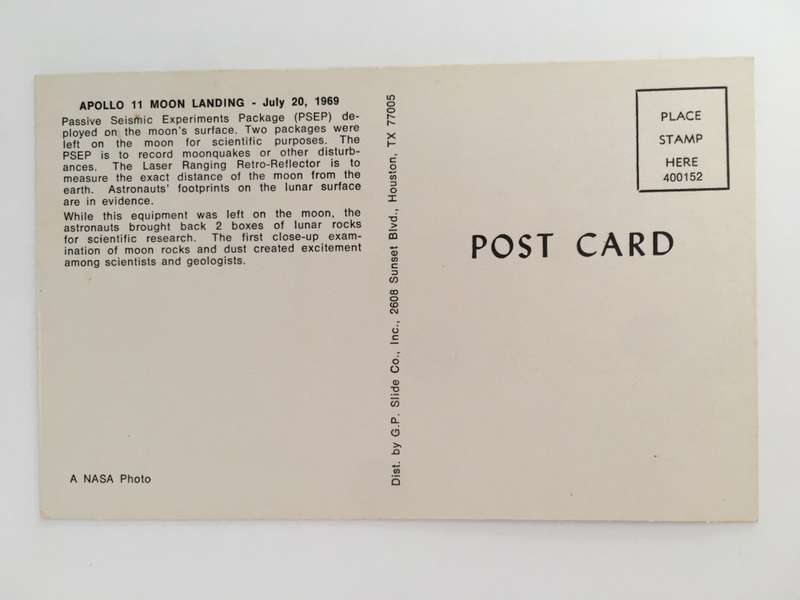 APOLLO 11 MOON LANDING - July 20, 1969
Passive Seismic Experiments Package (PSEP) de-
ployed on the moon's surface. Two packages were
left on the moon for scientific purposes. The
PSEP is to record moonquakes or other disturb-
ances. The Laser Ranging Retro-Reflector is to
measure the exact distance of the moon from the
earth. Astronauts' footprints on the lunar surface
are in evidence.
While this equipment was left on the moon, the
astronauts brought back 2 boxes of lunar rocks
for scientific research. The first close-up exam-
ination of moon rocks and dust created excitement
among scientists and geologists.
A NASA Photo
Dist. by G.P. Slide Co., Inc., 2608 Sunset Blvd., Houston, TX 77005
PLACE
STAMP
HERE
400152
POST CARD